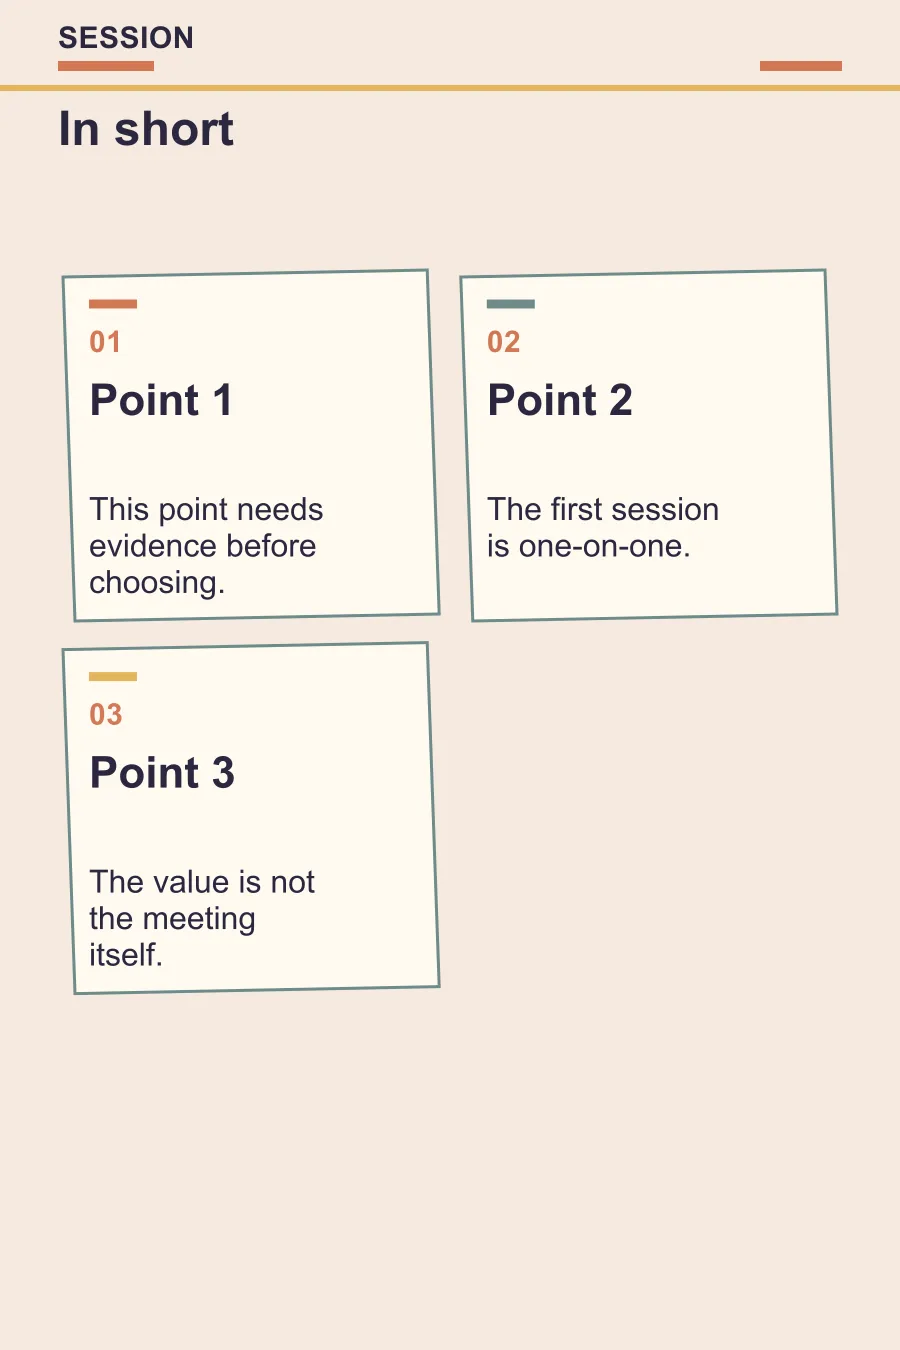 SESSION
In short
01
Point 1
This point needs
evidence before
choosing.
02
Point 2
The first session
is one-on-one.
03
Point 3
The value is not
the meeting
itself.